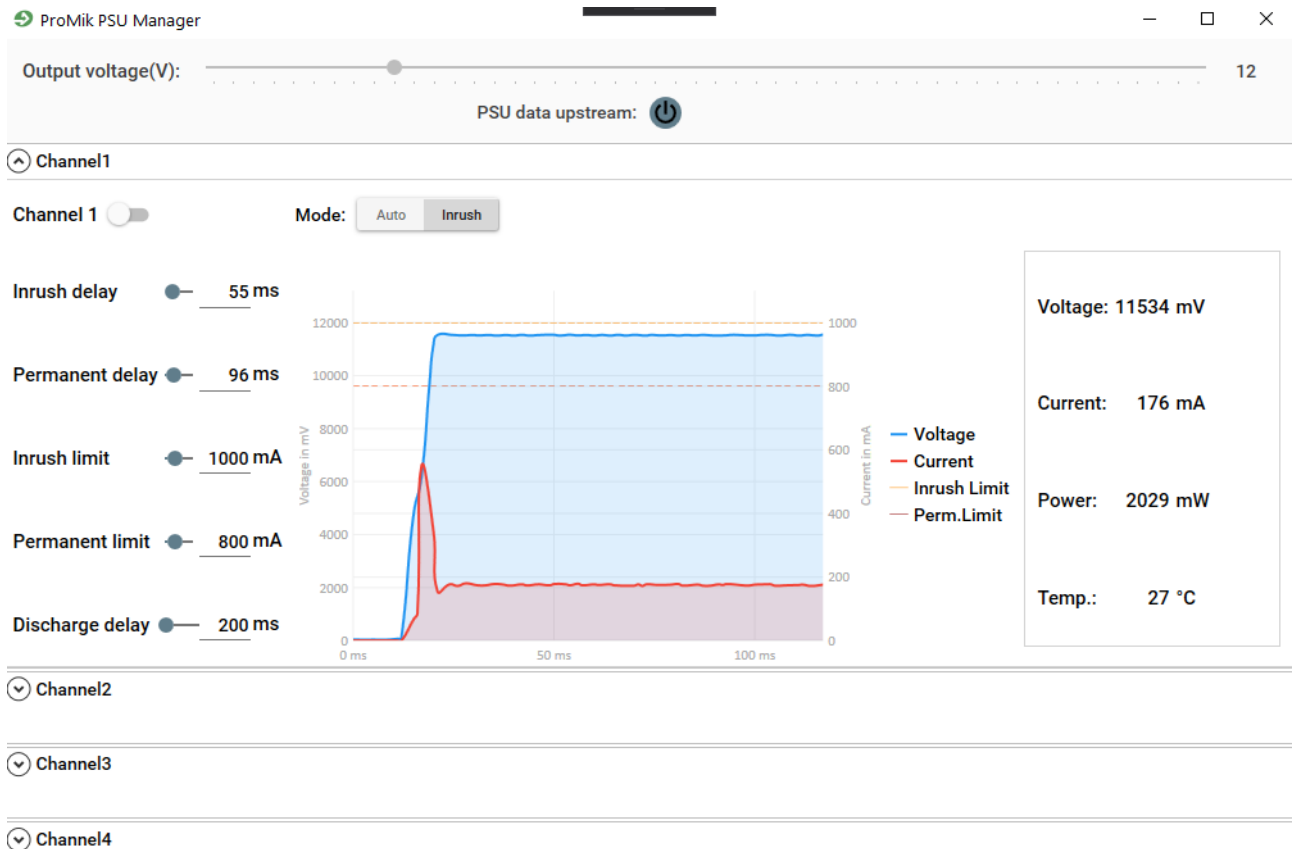 ProMik PSU Manager
Output voltage(V):
12
PSU data upstream:
Channel1
Channel 1
Mode:
Auto
Inrush
Inrush delay
55 ms
Permanent delay
96 ms
Inrush limit
1000 mA
Permanent limit
800 mA
Discharge delay
200 ms
Voltage in mV
12000
10000
8000
6000
4000
2000
0
0 ms
50 ms
100 ms
1000
800
600
400
200
0
Current in mA
Voltage
Current
Inrush Limit
Perm.Limit
Voltage: 11534 mV
Current: 176 mA
Power: 2029 mW
Temp.: 27 °C
Channel2
Channel3
Channel4